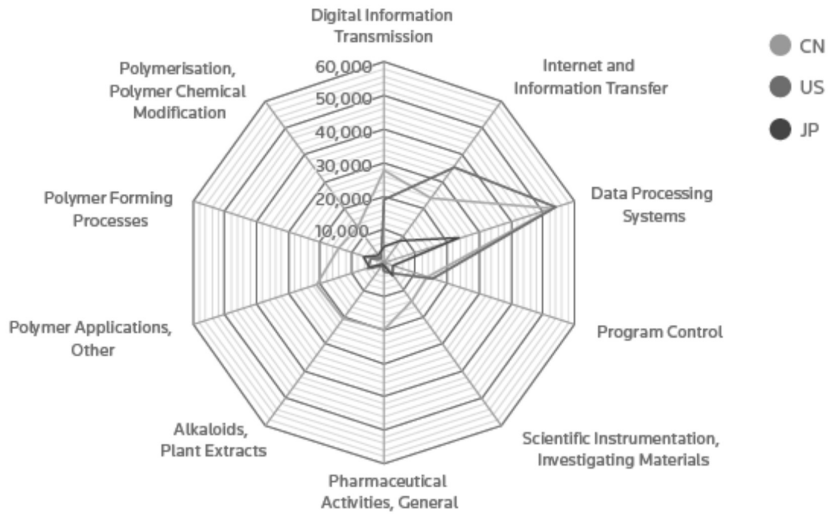 Digital Information
Transmission
Internet and
Information Transfer
Data Processing
Systems
Program Control
Scientific Instrumentation,
Investigating Materials
Pharmaceutical
Activities, General
Alkaloids,
Plant Extracts
Polymer Applications,
Other
Polymer Forming
Processes
Polymerisation,
Polymer Chemical
Modification
60,000
50,000
40,000
30,000
20,000
10,000
CN
US
JP